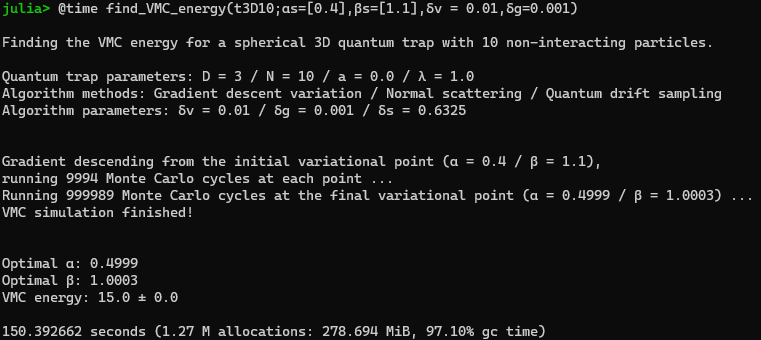 julia> @time find_VMC_energy(t3D10;αs=[0.4],βs=[1.1],δv = 0.01,δg=0.001)
Finding the VMC energy for a spherical 3D quantum trap with 10 non-interacting particles.
Quantum trap parameters: D = 3 / N = 10 / a = 0.0 / λ = 1.0
Algorithm methods: Gradient descent variation / Normal scattering / Quantum drift sampling
Algorithm parameters: δv = 0.01 / δg = 0.001 / δs = 0.6325
Gradient descending from the initial variational point (α = 0.4 / β = 1.1),
running 9994 Monte Carlo cycles at each point ...
Running 999989 Monte Carlo cycles at the final variational point (α = 0.4999 / β = 1.0003) ...
VMC simulation finished!
Optimal α: 0.4999
Optimal β: 1.0003
VMC energy: 15.0 ± 0.0
150.392662 seconds (1.27 M allocations: 278.694 MiB, 97.10% gc time)